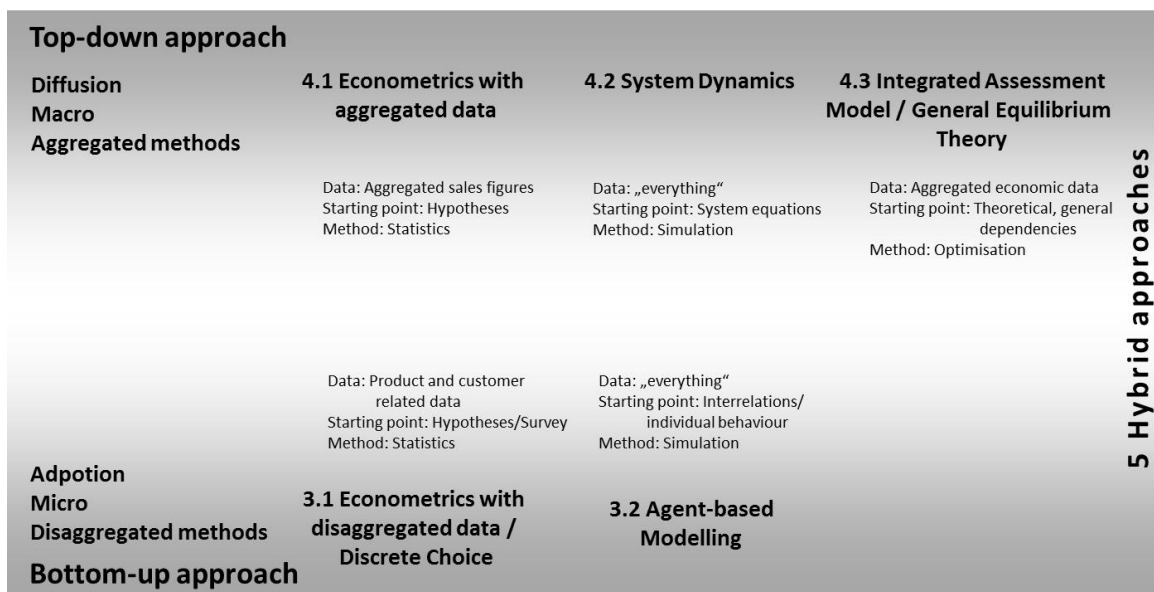 Top-down approach
Diffusion
Macro
Aggregated methods
4.1 Econometrics with
aggregated data
4.2 System Dynamics
4.3 Integrated Assessment
Model / General Equilibrium
Theory
Data: Aggregated sales figures
Starting point: Hypotheses
Method: Statistics
Data: „everything“
Starting point: System equations
Method: Simulation
Data: Aggregated economic data
Starting point: Theoretical, general
dependencies
Method: Optimisation
5 Hybrid approaches
Data: Product and customer
related data
Starting point: Hypotheses/Survey
Method: Statistics
Data: „everything“
Starting point: Interrelations/
individual behaviour
Method: Simulation
Adpotion
Micro
Disaggregated methods
3.1 Econometrics with
disaggregated data /
Discrete Choice
3.2 Agent-based
Modelling
Bottom-up approach